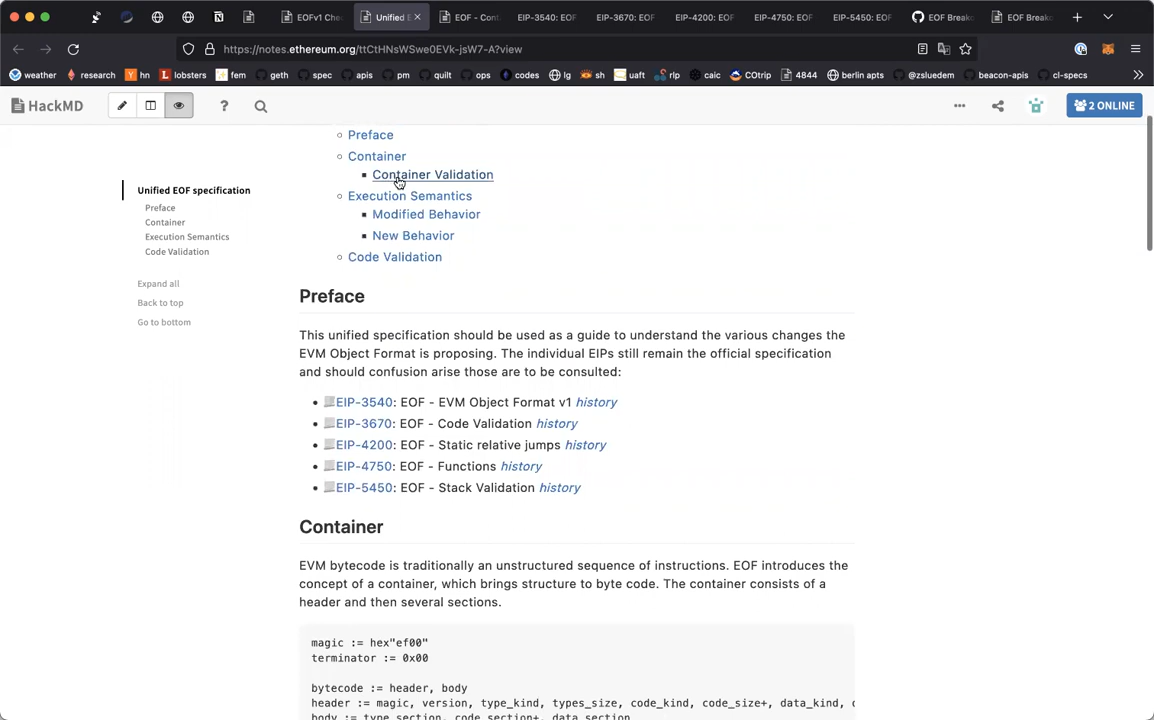 EOFv1 Che
Unified E
EOF - Cont
EIP-3540: EOF
EIP-3670: EOF
EIP-4200: EOF
EIP-4750: EOF
EIP-5450: EOF
EOF Break
EOF Break
https://notes.ethereum.org/ttCtHNsWSwe0EVk-jsW7-A?view
weather research hn lobsters fem geth spec apis pm quilt ops codes lg sh uaft rlp caic COtrip 4844 berlin apts @zsluedem beacon-apis cl-specs
HackMD
2 ONLINE
Unified EOF specification
Preface
Container
Execution Semantics
Code Validation
Expand all
Back to top
Go to bottom
Preface
Container
Container Validation
Execution Semantics
Modified Behavior
New Behavior
Code Validation
Preface
This unified specification should be used as a guide to understand the various changes the
EVM Object Format is proposing. The individual EIPs still remain the official specification
and should confusion arise those are to be consulted:
EIP-3540: EOF - EVM Object Format v1 history
EIP-3670: EOF - Code Validation history
EIP-4200: EOF - Static relative jumps history
EIP-4750: EOF - Functions history
EIP-5450: EOF - Stack Validation history
Container
EVM bytecode is traditionally an unstructured sequence of instructions. EOF introduces the
concept of a container, which brings structure to byte code. The container consists of a
header and then several sections.
magic := hex"ef00"
terminator := 0x00
bytecode := header, body
header := magic, version, type_kind, types_size, code_kind, code_size+, data_kind,
body := type_section, code_section+, data_section